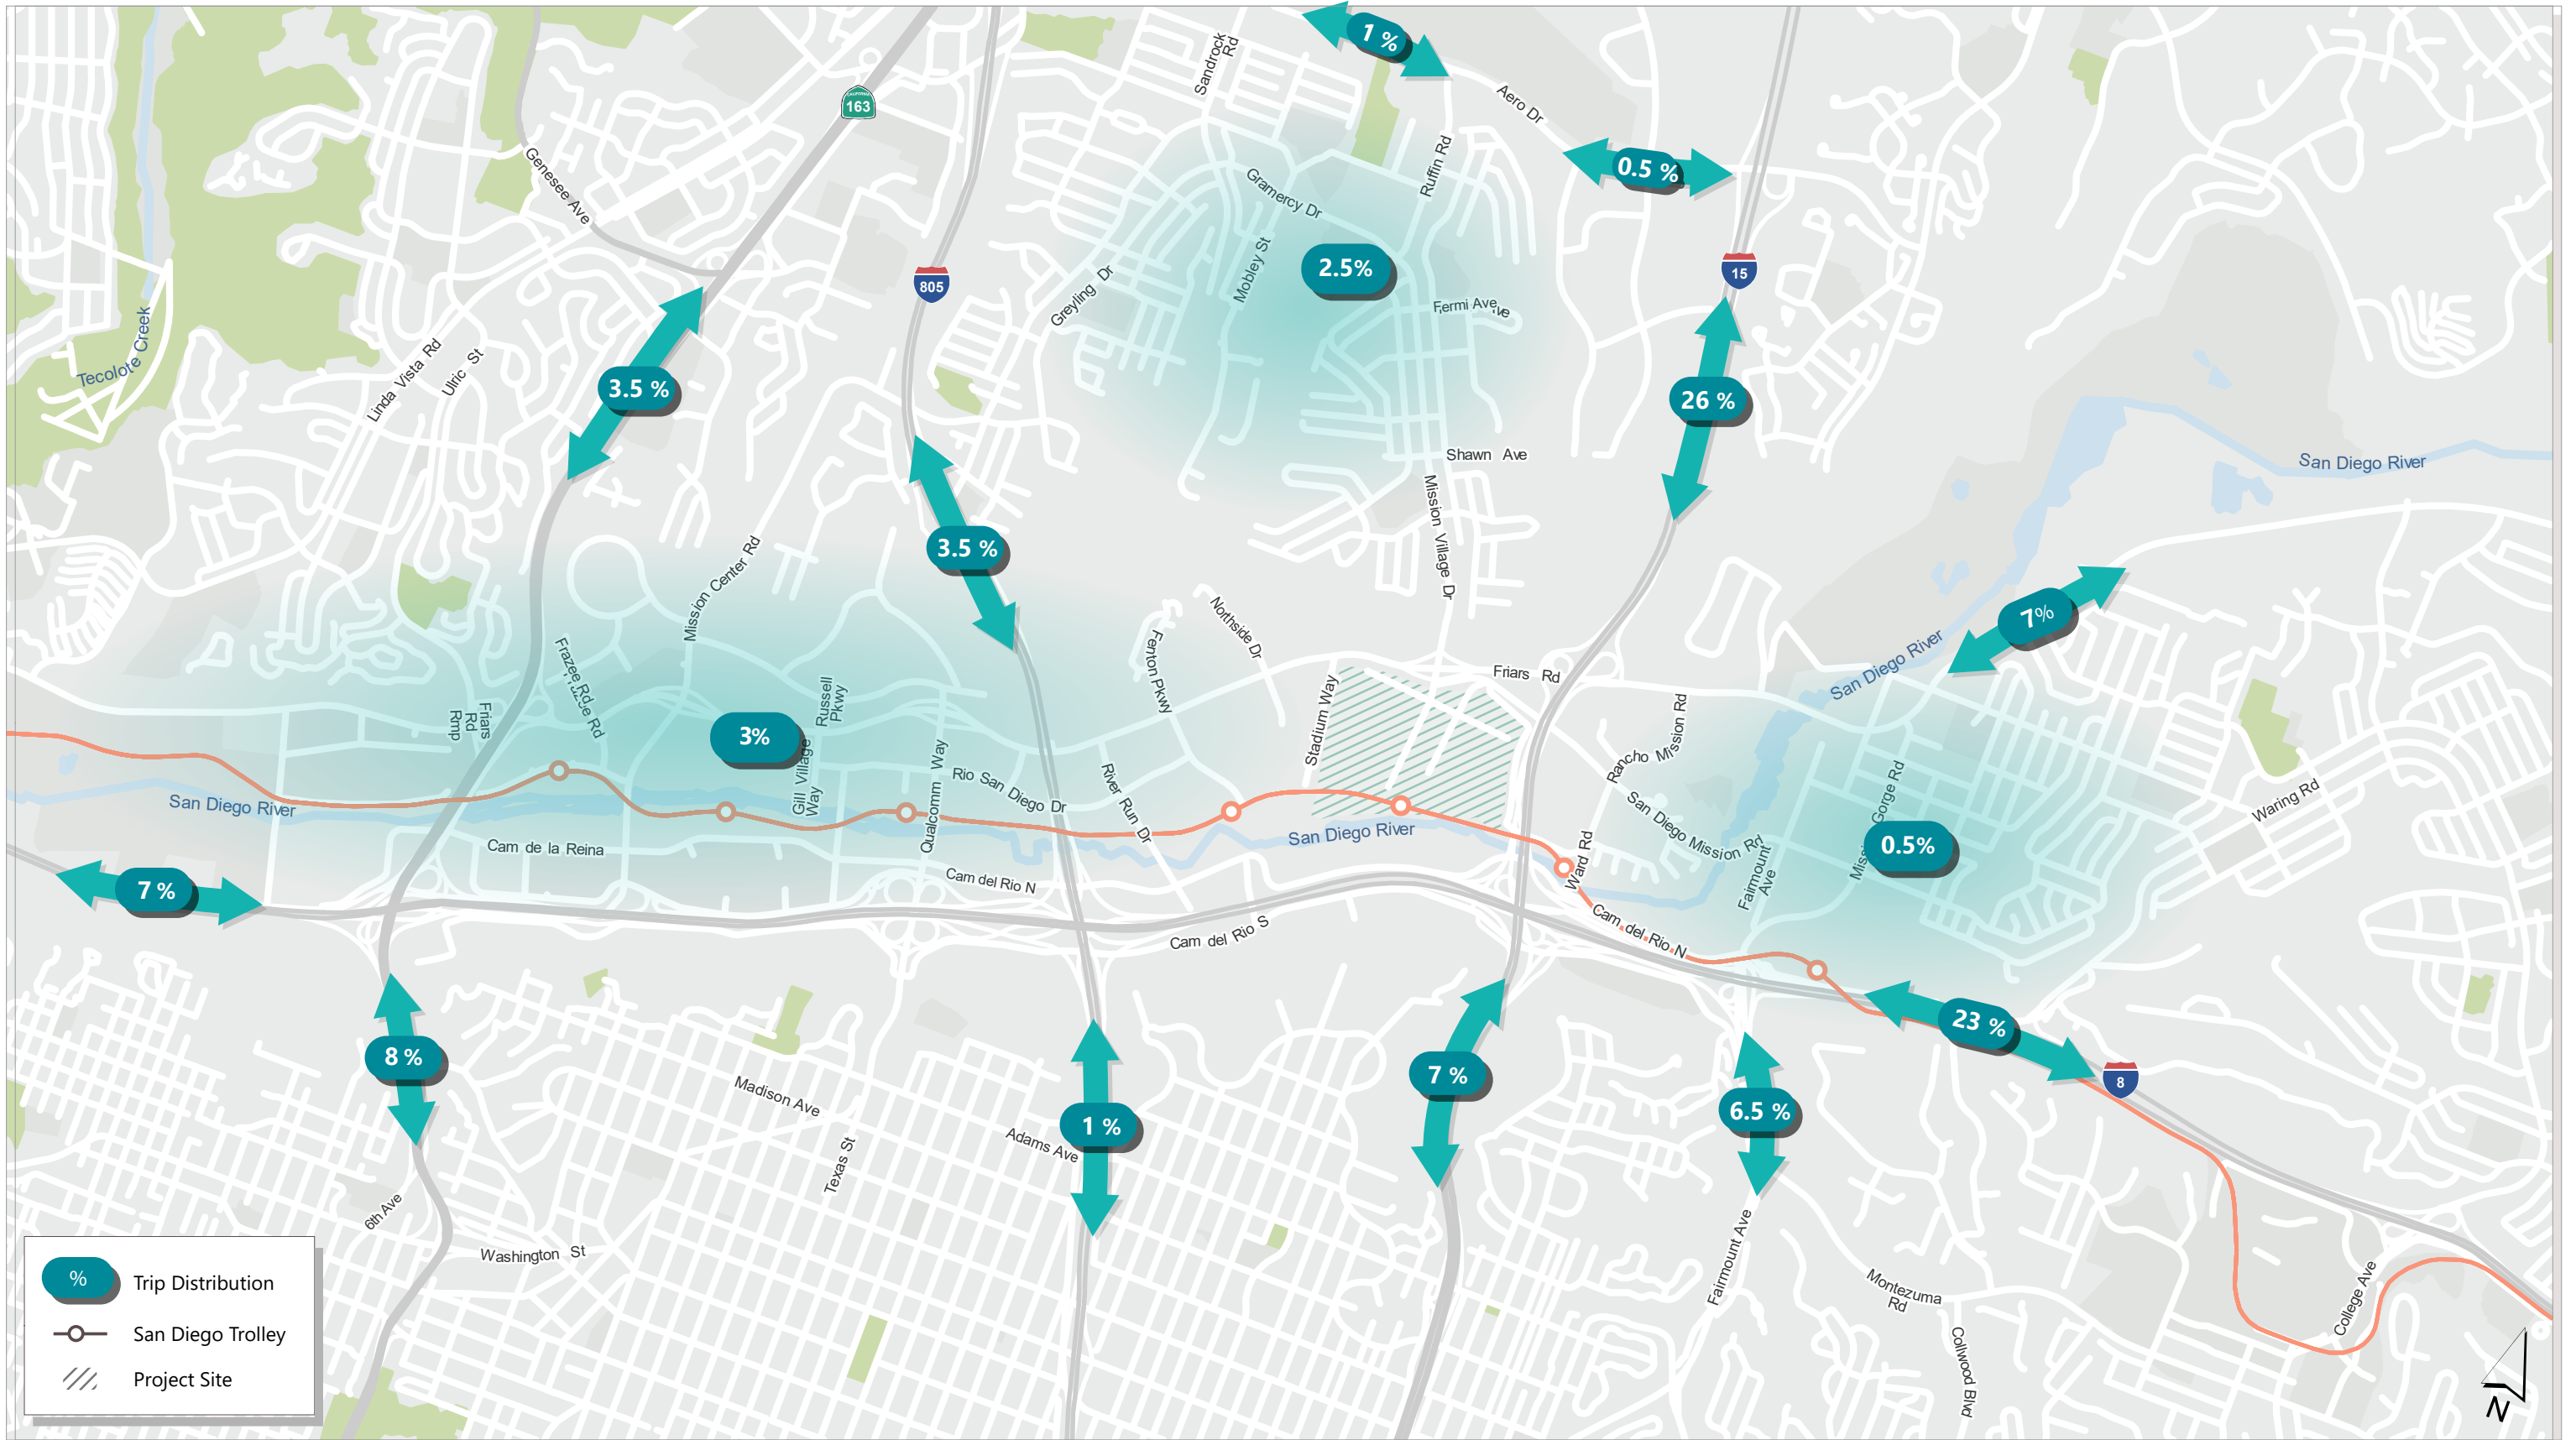 1 %
Sandrock
Rd
CALIFORNIA
163
Aero Dr
Genesee Ave
0.5 %
Ruffin Rd
Gramercy Dr
Mobley St
2.5%
15
805
Greyling Dr
Fermi Ave
Tecolote Creek
Linda Vista Rd
Ulric St
3.5 %
26 %
Shawn Ave
San Diego River
Mission Village Dr
3.5 %
Mission Center Rd
Northside Dr
Fenton Pkwy
7%
San Diego River
Frazee Rd
Friars
Rd
Rmp
Russell
Pkwy
Friars Rd
Stadium Way
Rancho Mission Rd
3%
Gill Village
Way
Qualcomm Way
Rio San Diego Dr
River Run Dr
San Diego River
San Diego River
San Diego Mission Rd
Fairmount
Ave
Gorge Rd
0.5%
Waring Rd
Cam de la Reina
Cam del Rio N
Ward Rd
7 %
Cam del Rio S
Cam del Rio N
23 %
8
8 %
7 %
6.5 %
1 %
Madison Ave
Adams Ave
Texas St
6th Ave
Washington St
Fairmount Ave
Montezuma
Rd
Collwood Blvd
College Ave
% Trip Distribution
San Diego Trolley
Project Site
N